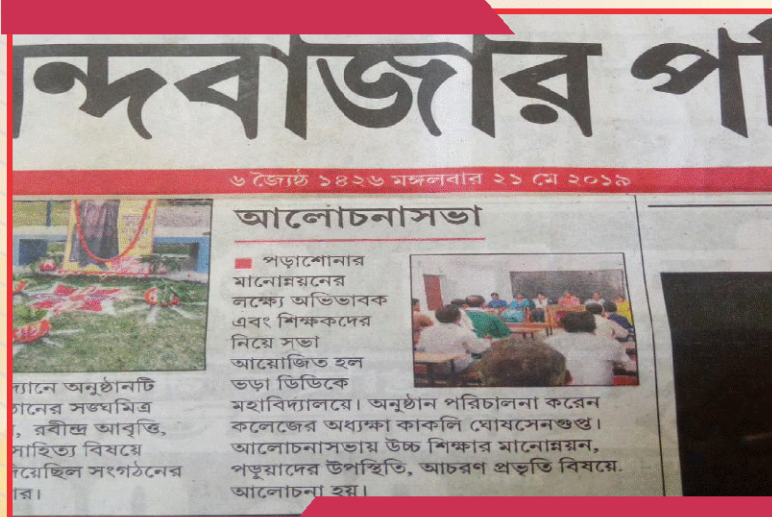 ন্দবাজার প
৬ জ্যৈষ্ঠ ১৪২৬ মঙ্গলবার ২১ মে ২০১৯
আলোচনাসভা
পড়াশোনার
মানোন্নয়নের
লক্ষ্যে অভিভাবক
এবং শিক্ষকদের
নিয়ে সভা
আয়োজিত হল
ভড়া ডিডিকে
মহাবিদ্যালয়ে। অনুষ্ঠান পরিচালনা করেন
কলেজের অধ্যক্ষা কাকলি ঘোষসেনগুপ্ত।
আলোচনাসভায় উচ্চ শিক্ষার মানোন্নয়ন,
পড়ুয়াদের উপস্থিতি, আচরণ প্রভৃতি বিষয়ে.
আলোচনা হয়।
দ্যানে অনুষ্ঠানটি
সঙ্ঘমিত্র
, রবীন্দ্র আবৃত্তি,
সাহিত্য বিষয়ে
দিয়েছিল সংগঠনের
র।